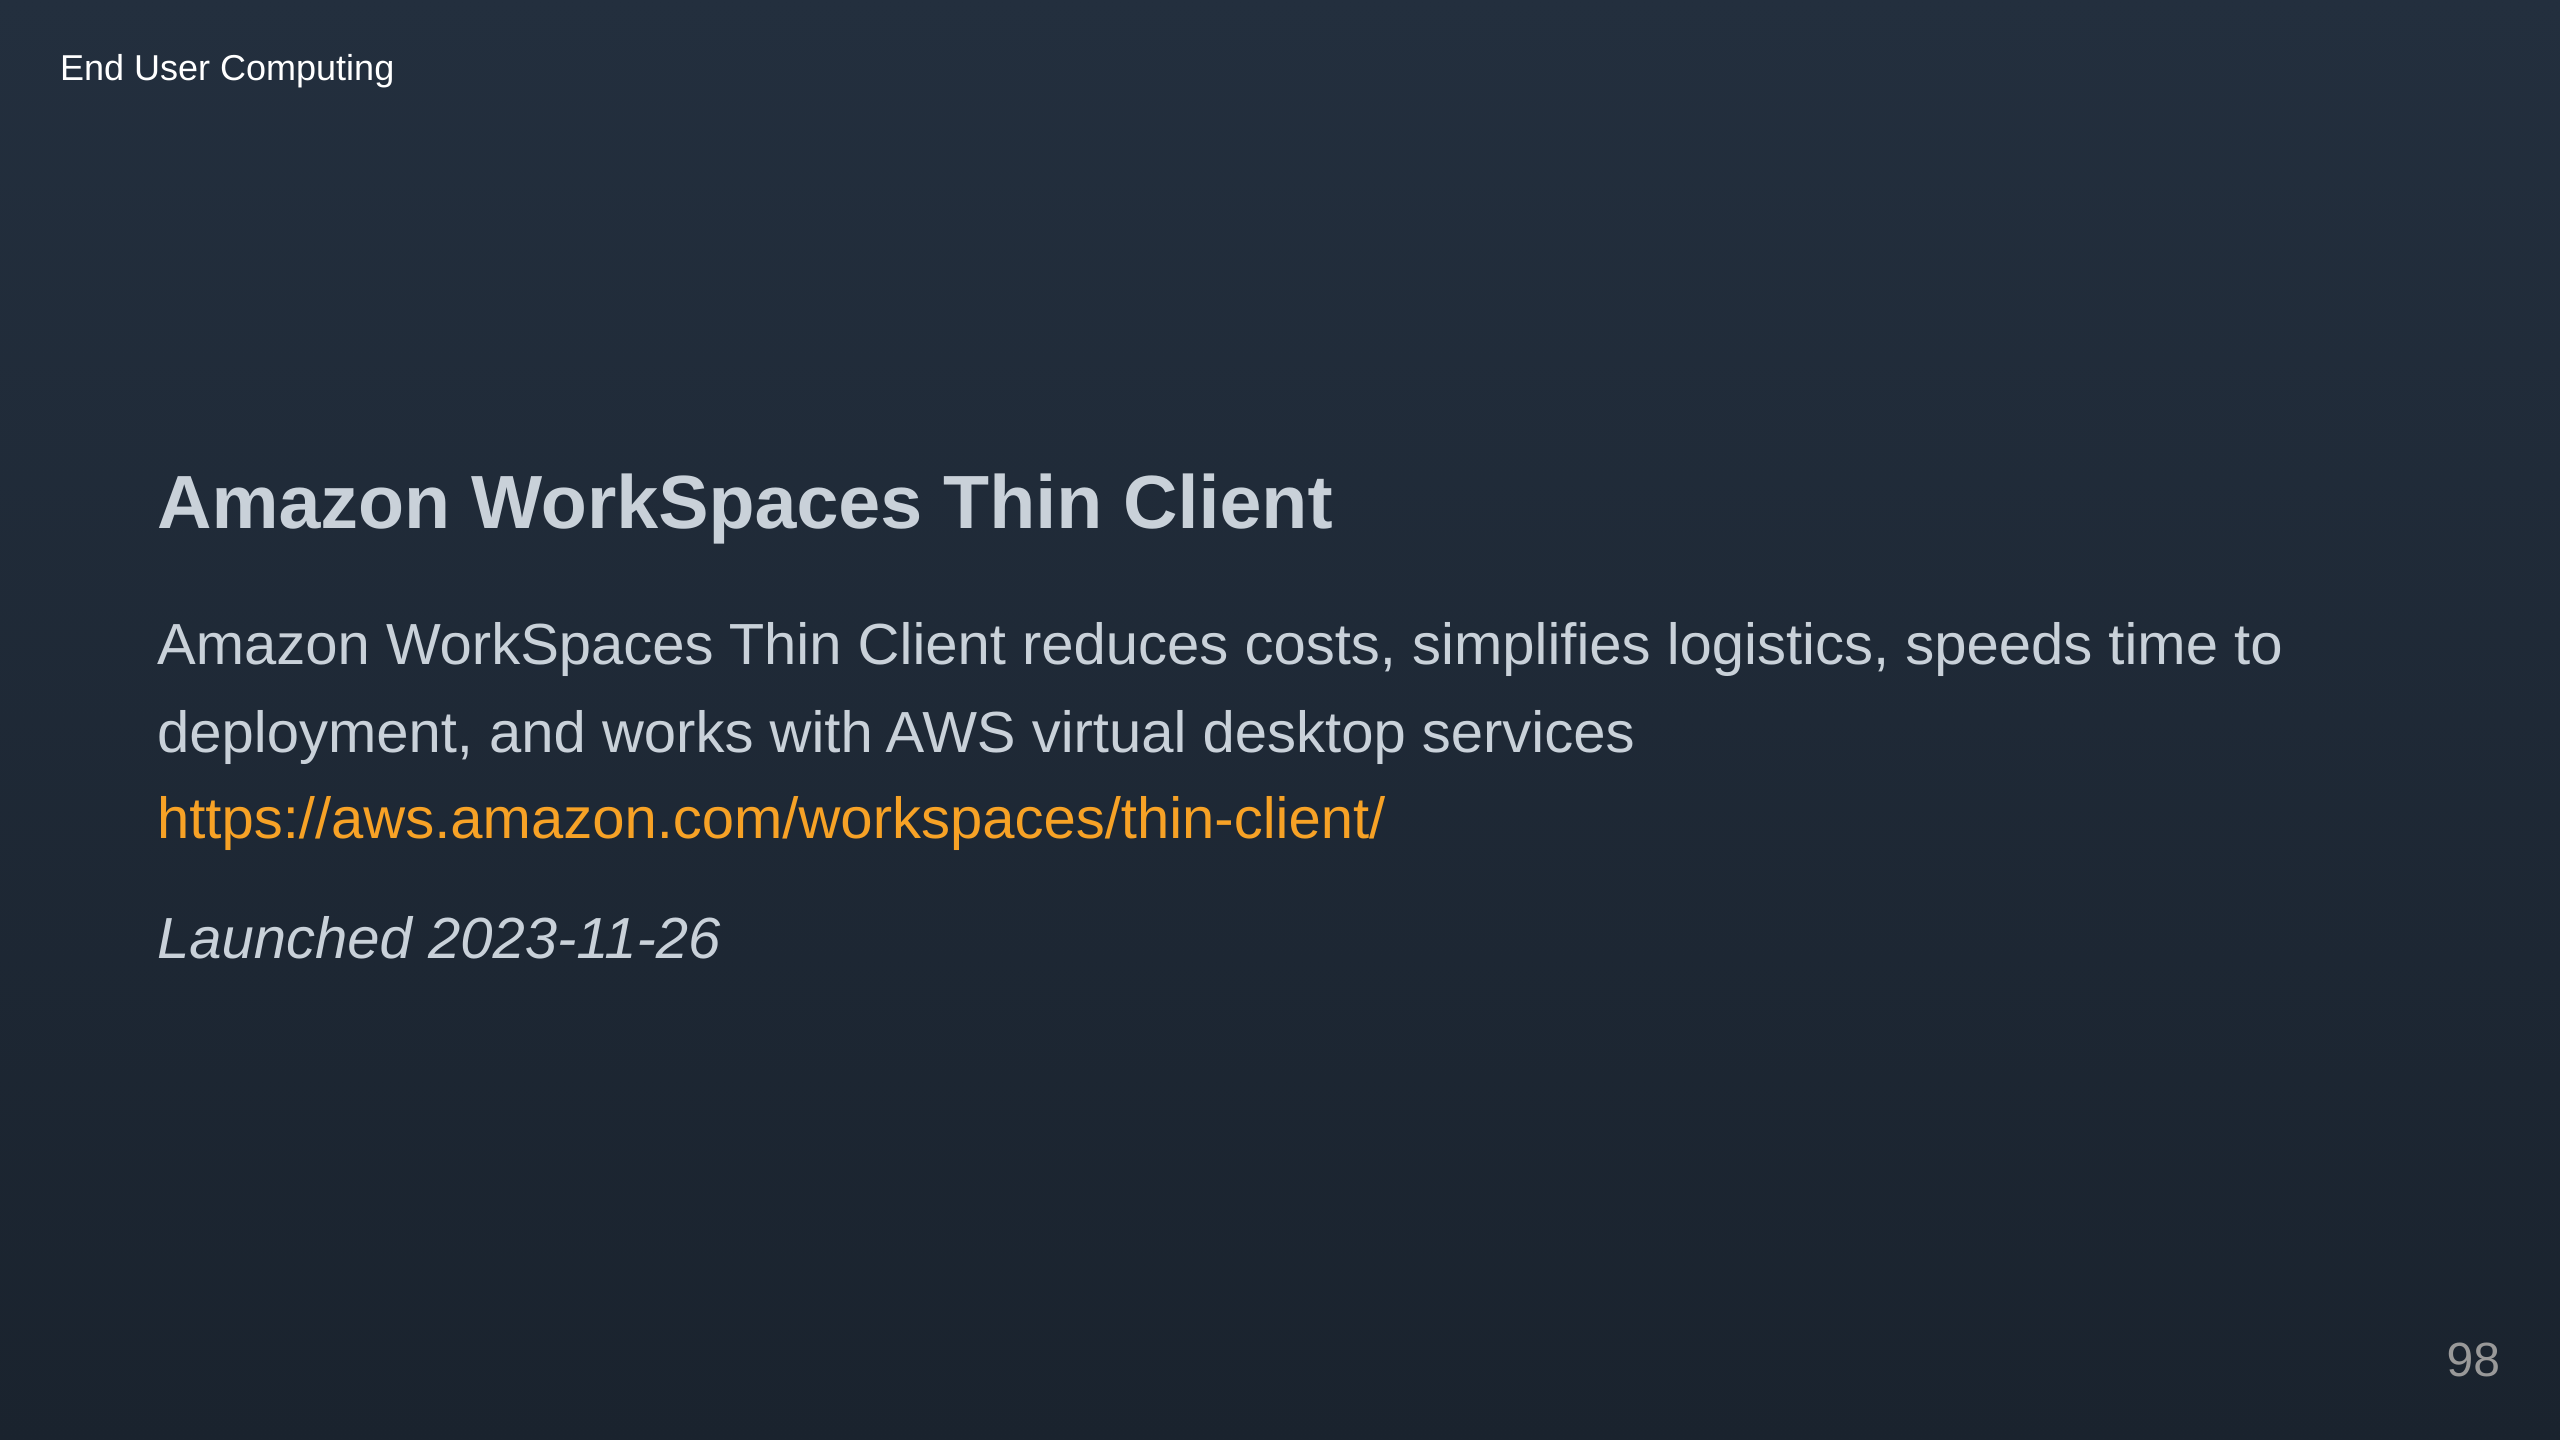 End User Computing
Amazon WorkSpaces Thin Client
Amazon WorkSpaces Thin Client reduces costs, simplifies logistics, speeds time to
deployment, and works with AWS virtual desktop services
https://aws.amazon.com/workspaces/thin-client/
Launched 2023-11-26
98